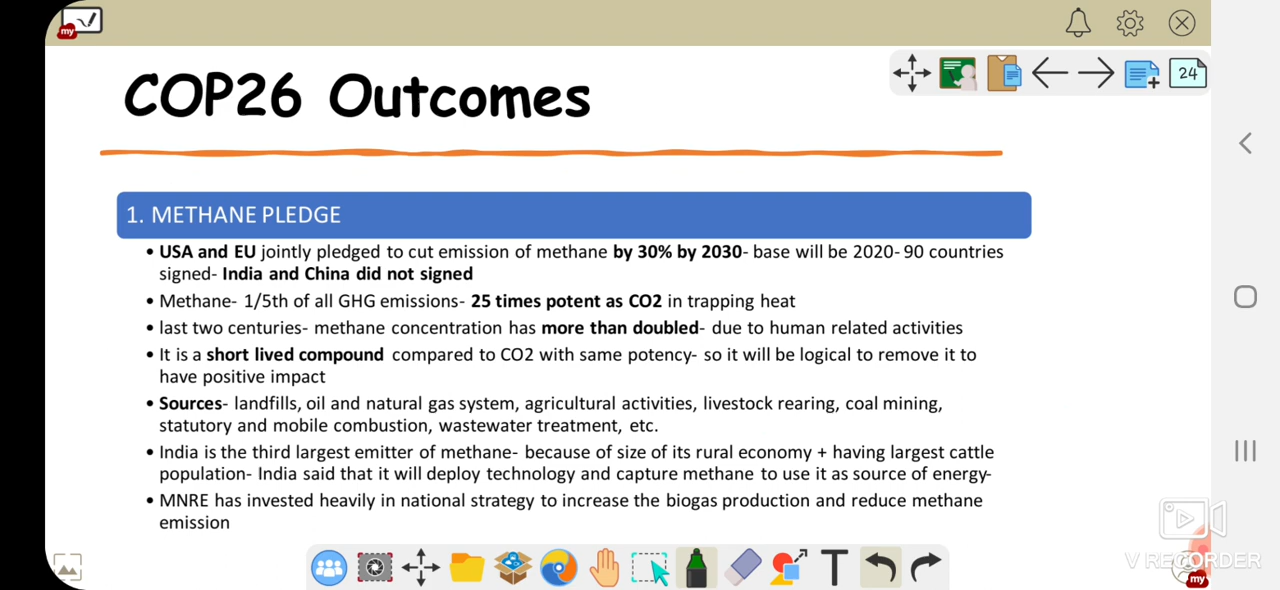 my
COP26 Outcomes
24
1. METHANE PLEDGE
• USA and EU jointly pledged to cut emission of methane by 30% by 2030- base will be 2020- 90 countries
signed- India and China did not signed
• Methane- 1/5th of all GHG emissions- 25 times potent as CO2 in trapping heat
• last two centuries- methane concentration has more than doubled- due to human related activities
• It is a short lived compound compared to CO2 with same potency- so it will be logical to remove it to
have positive impact
• Sources- landfills, oil and natural gas system, agricultural activities, livestock rearing, coal mining,
statutory and mobile combustion, wastewater treatment, etc.
• India is the third largest emitter of methane- because of size of its rural economy + having largest cattle
population- India said that it will deploy technology and capture methane to use it as source of energy-
• MNRE has invested heavily in national strategy to increase the biogas production and reduce methane
emission
T
V RECORDER
my